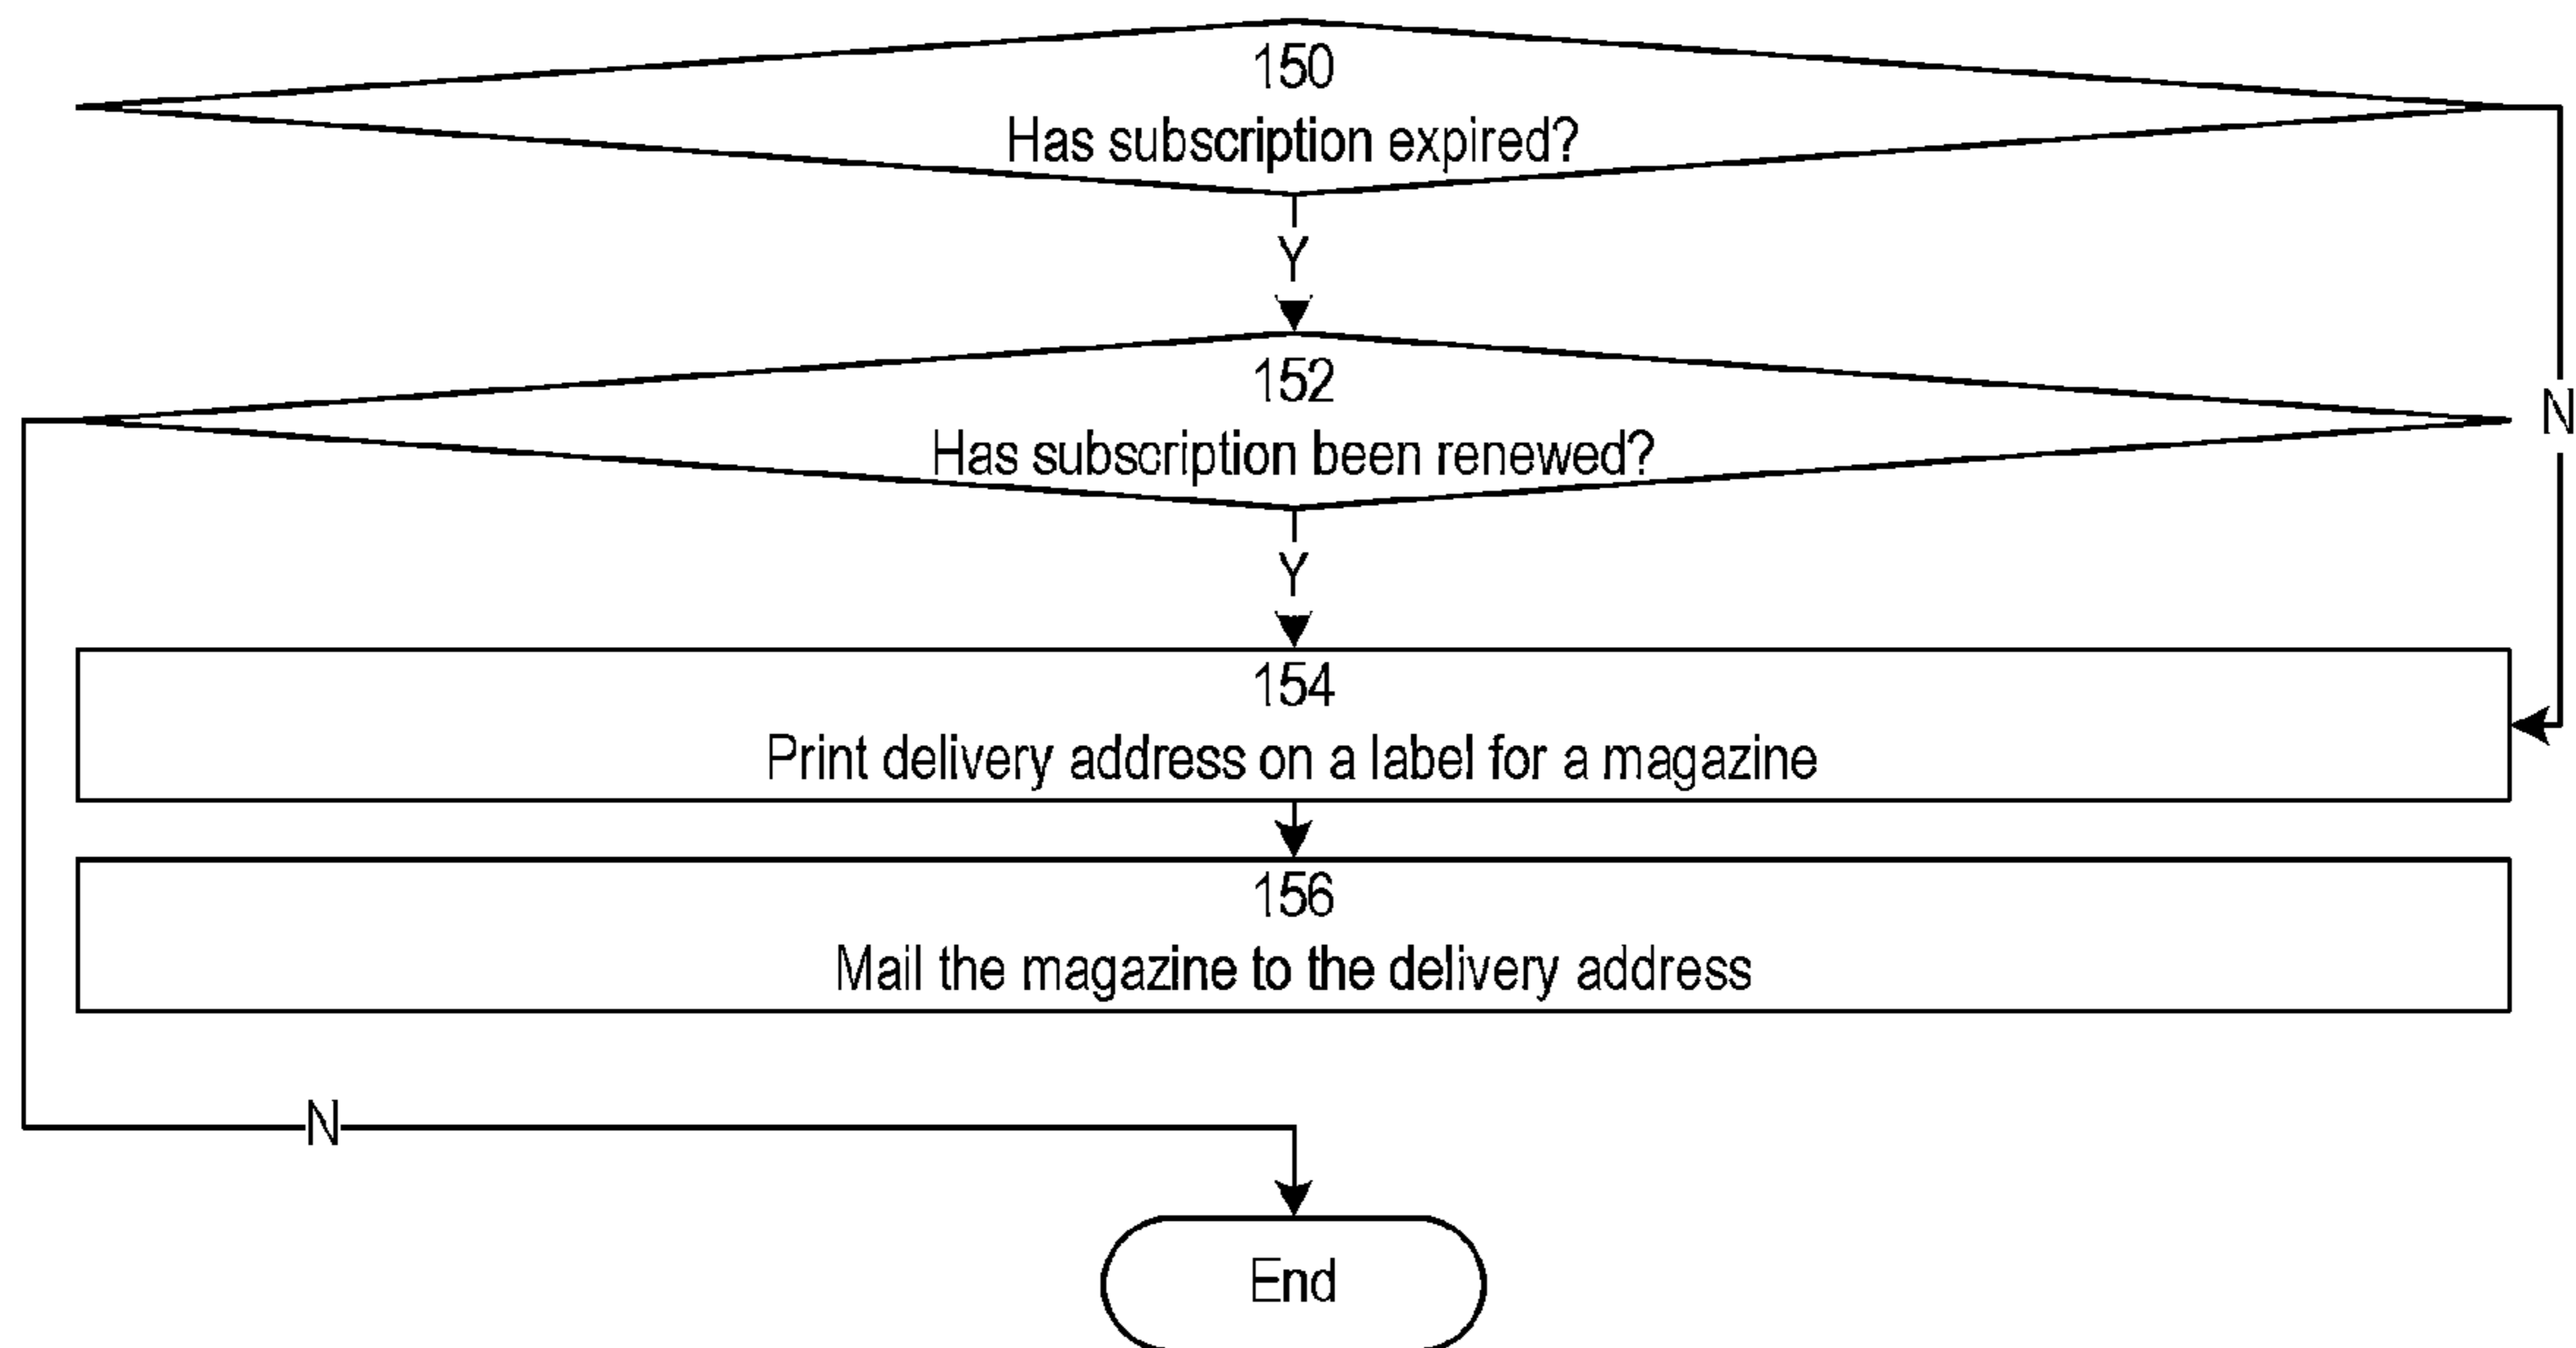 150
Has subscription expired?
Y
152
Has subscription been renewed?
N
Y
154
Print delivery address on a label for a magazine
156
Mail the magazine to the delivery address
N
End